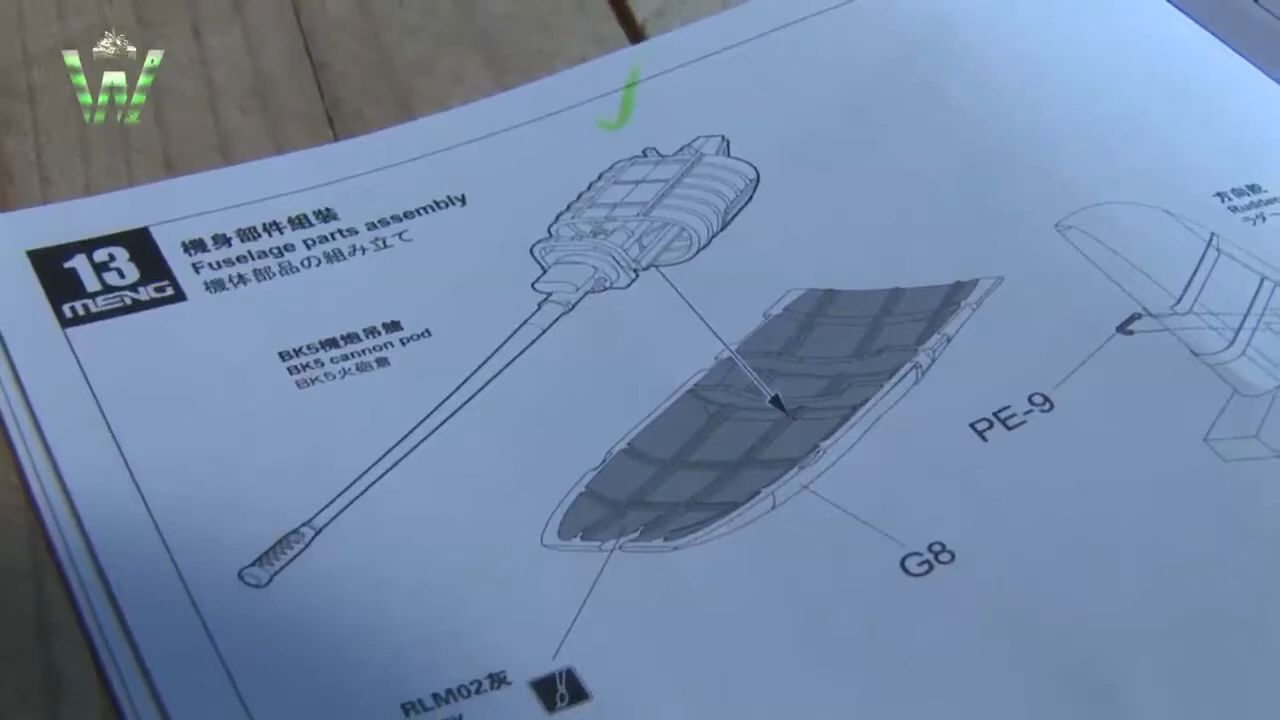 W
J
13
MENG
機身部件組裝
Fuselage parts assembly
機体部品の組み立て
BK5機炮吊艙
BK5 cannon pod
BK5火砲倉
方向舵
Rudder
PE-9
G8
RLM02灰